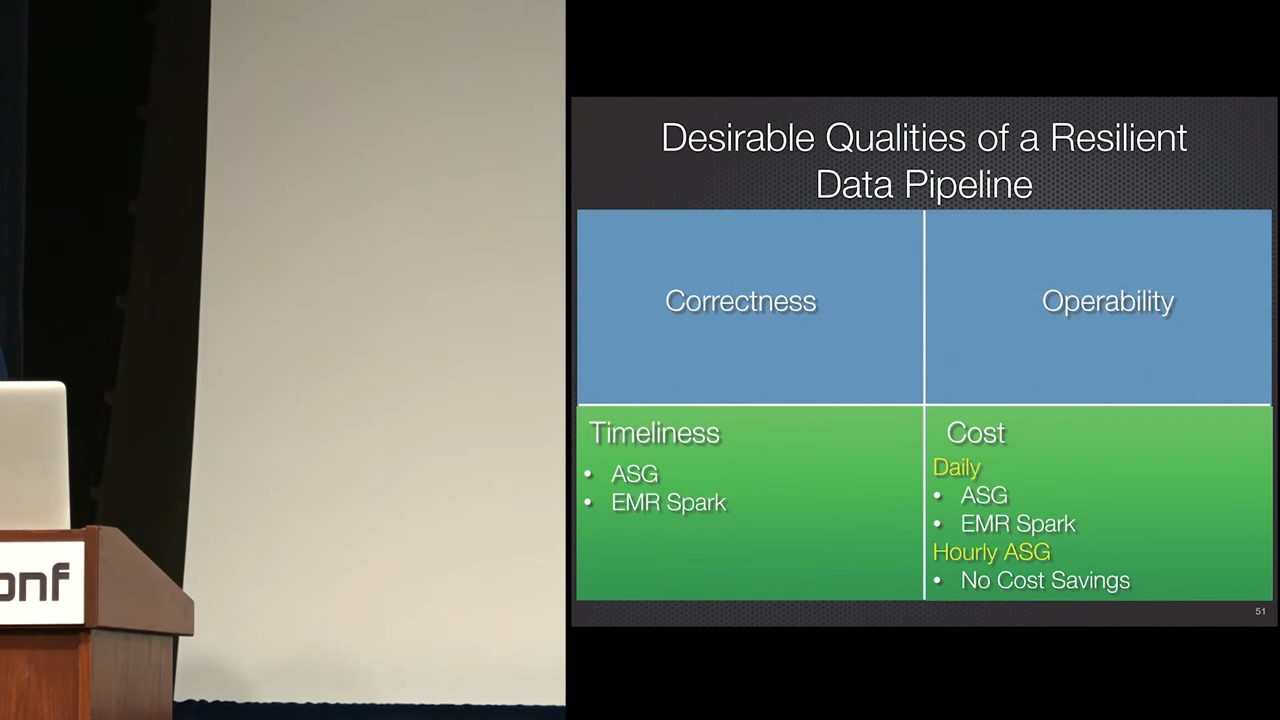 Desirable Qualities of a Resilient
Data Pipeline
Correctness
Operability
Timeliness
• ASG
• EMR Spark
Cost
Daily
• ASG
• EMR Spark
Hourly ASG
• No Cost Savings
51
onf